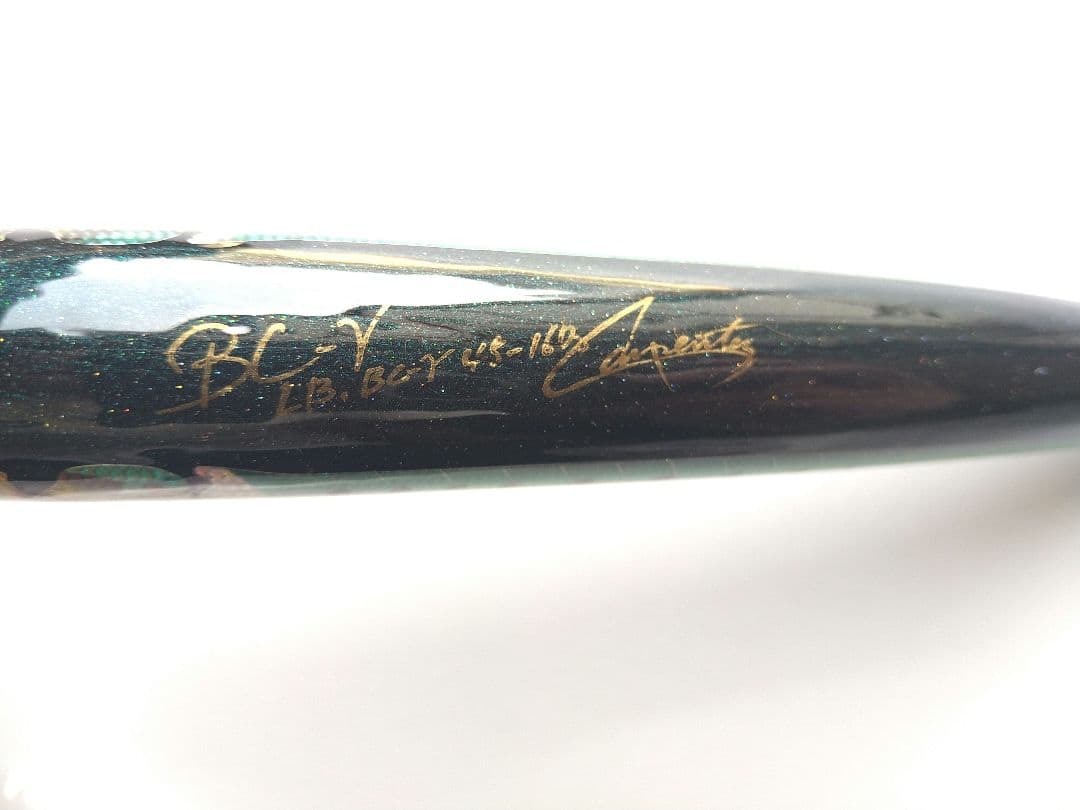 BC-γ
LB. BC-γ 45-160
Carpenter